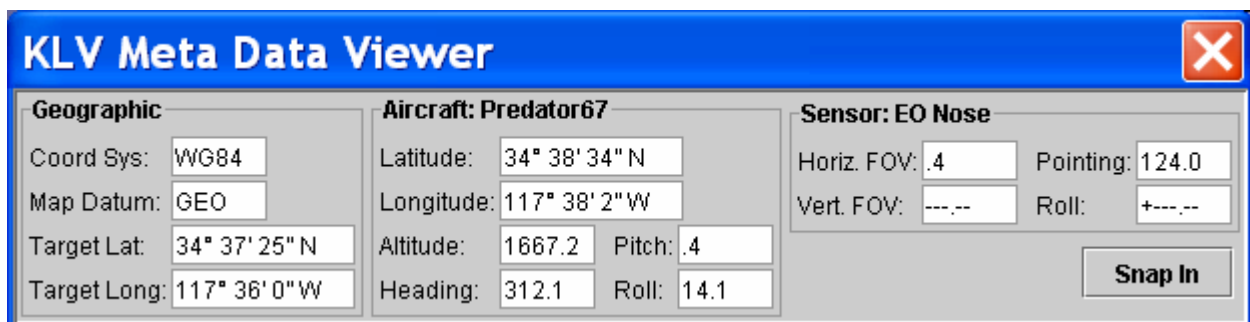 KLV Meta Data Viewer
Geographic
Coord Sys: WG84
Map Datum: GEO
Target Lat: 34° 37' 25" N
Target Long: 117° 36' 0" W
Aircraft: Predator67
Latitude: 34° 38' 34" N
Longitude: 117° 38' 2" W
Altitude: 1667.2 Pitch: .4
Heading: 312.1 Roll: 14.1
Sensor: EO Nose
Horiz. FOV: .4 Pointing: 124.0
Vert. FOV: ---.-- Roll: +---.--
Snap In